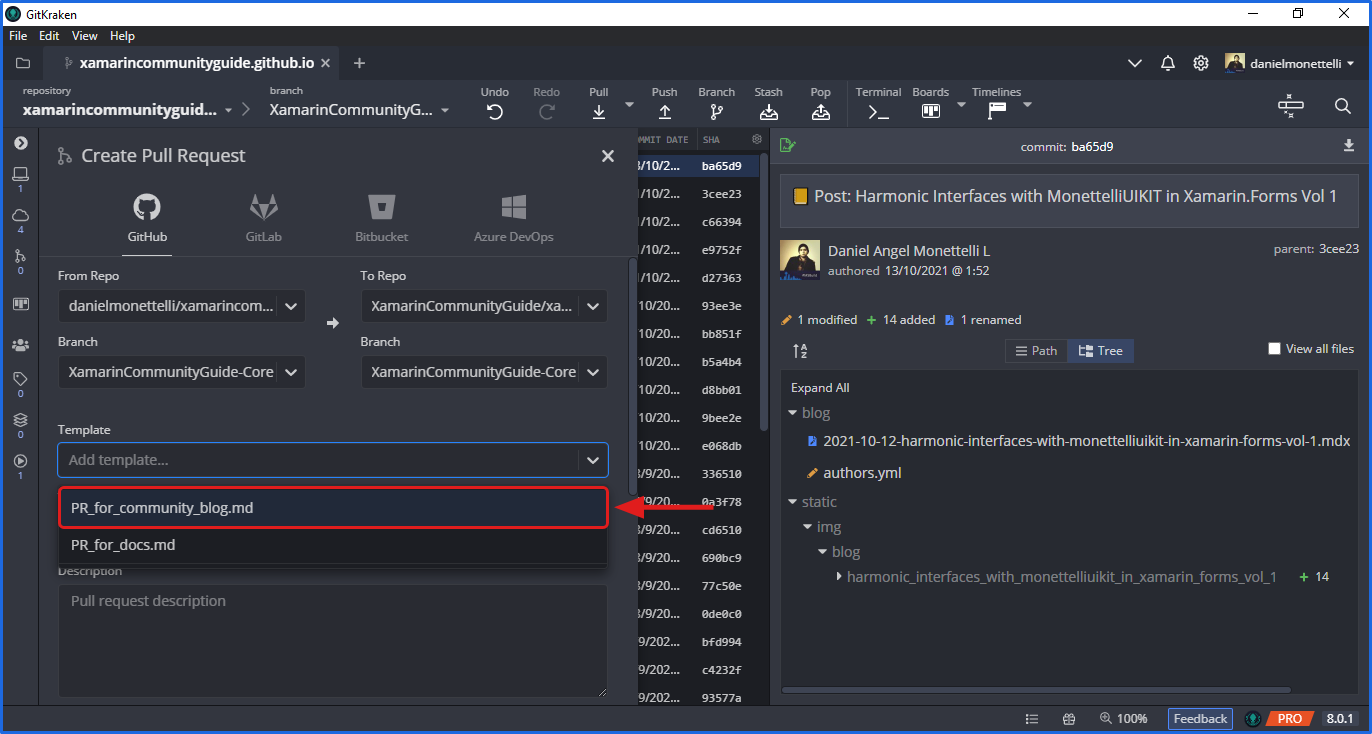 GitKraken
File Edit View Help
xamarincommunityguide.github.io
repository
xamarincommunityguid...
branch
XamarinCommunityG...
Undo
Redo
Pull
Push
Branch
Stash
Pop
Terminal
Boards
Timelines
danielmonettelli
1
4
0
0
0
1
Create Pull Request
GitHub
GitLab
Bitbucket
Azure DevOps
From Repo
To Repo
danielmonettelli/xamarincom...
XamarinCommunityGuide/xa...
Branch
Branch
XamarinCommunityGuide-Core
XamarinCommunityGuide-Core
Template
Add template...
PR_for_community_blog.md
PR_for_docs.md
Description
Pull request description
DATE SHA
/10/2... ba65d9
/10/2... 3cee23
/10/2... c66394
/10/2... e9752f
/10/2... d27363
10/20... 93ee3e
10/20... bb851f
10/20... b5a4b4
10/20... d8bb01
10/20... 9bee2e
10/20... e068db
/9/20... 336510
/9/20... 0a3f78
/9/20... cd6510
/9/20... 690bc9
/9/20... 77c50e
/9/20... 0de0c0
9/202... bfd994
9/202... c4232f
9/202... 93577a
commit: ba65d9
Post: Harmonic Interfaces with MonettelliUIKIT in Xamarin.Forms Vol 1
Daniel Angel Monettelli L
authored 13/10/2021 @ 1:52
parent: 3cee23
1 modified + 14 added 1 renamed
Path
Tree
View all files
Expand All
blog
2021-10-12-harmonic-interfaces-with-monettelliuikit-in-xamarin-forms-vol-1.mdx
authors.yml
static
img
blog
harmonic_interfaces_with_monettelliuikit_in_xamarin_forms_vol_1 + 14
100%
Feedback
PRO
8.0.1